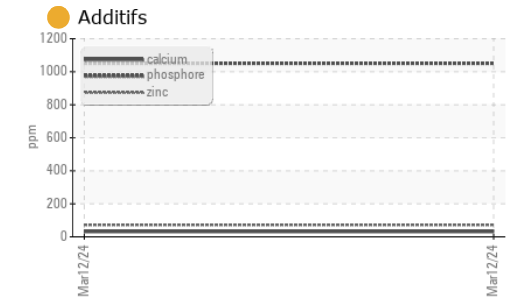 Additifs
1200
1000
800
600
400
200
0
ppm
calcium
phosphore
zinc
Mar12/24
Mar12/24